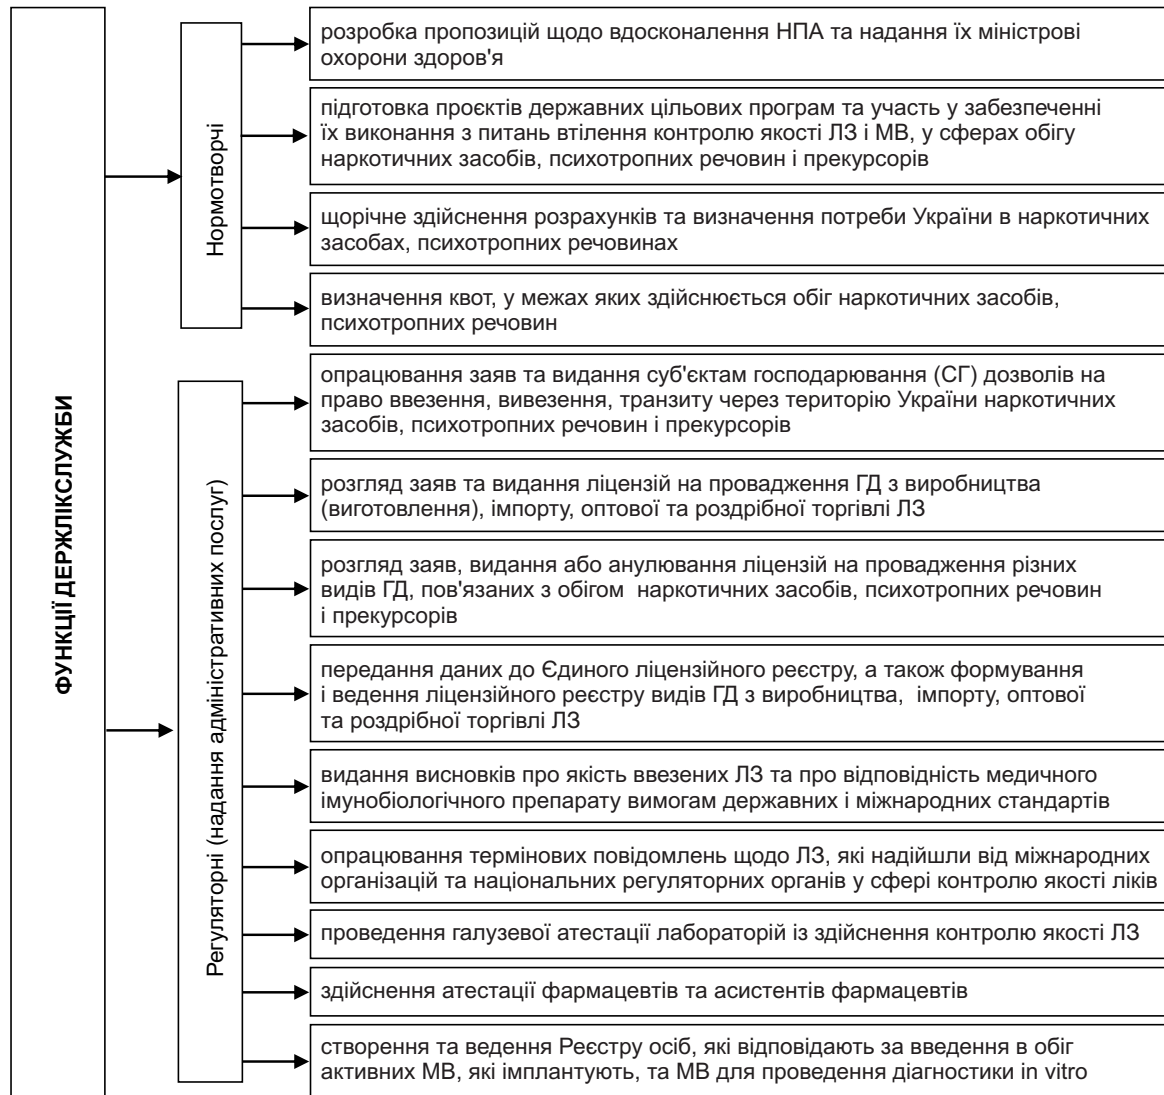 ФУНКЦІЇ ДЕРЖЛІКСЛУЖБИ
Нормотворчі
розробка пропозицій щодо вдосконалення НПА та надання їх міністрові
охорони здоров'я
підготовка проєктів державних цільових програм та участь у забезпеченні
їх виконання з питань втілення контролю якості ЛЗ і МВ, у сферах обігу
наркотичних засобів, психотропних речовин і прекурсорів
щорічне здійснення розрахунків та визначення потреби України в наркотичних
засобах, психотропних речовинах
визначення квот, у межах яких здійснюється обіг наркотичних засобів,
психотропних речовин
Регуляторні (надання адміністративних послуг)
опрацювання заяв та видання суб'єктам господарювання (СГ) дозволів на
право ввезення, вивезення, транзиту через територію України наркотичних
засобів, психотропних речовин і прекурсорів
розгляд заяв та видання ліцензій на провадження ГД з виробництва
(виготовлення), імпорту, оптової та роздрібної торгівлі ЛЗ
розгляд заяв, видання або анулювання ліцензій на провадження різних
видів ГД, пов'язаних з обігом наркотичних засобів, психотропних речовин
і прекурсорів
передання даних до Єдиного ліцензійного реєстру, а також формування
і ведення ліцензійного реєстру видів ГД з виробництва, імпорту, оптової
та роздрібної торгівлі ЛЗ
видання висновків про якість ввезених ЛЗ та про відповідність медичного
імунобіологічного препарату вимогам державних і міжнародних стандартів
опрацювання термінових повідомлень щодо ЛЗ, які надійшли від міжнародних
організацій та національних регуляторних органів у сфері контролю якості ліків
проведення галузевої атестації лабораторій із здійснення контролю якості ЛЗ
здійснення атестації фармацевтів та асистентів фармацевтів
створення та ведення Реєстру осіб, які відповідають за введення в обіг
активних МВ, які імплантують, та МВ для проведення діагностики in vitro